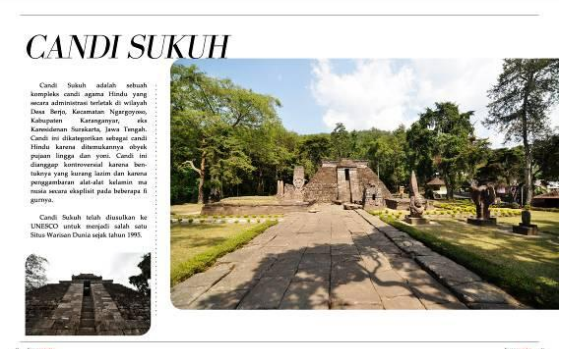 CANDI SUKUH
Candi Sukuh adalah sebuah
kompleks candi agama Hindu yang
secara administrasi terletak di wilayah
Desa Berjo, Kecamatan Ngargoyoso,
Kabupaten Karanganyar, eks
Karesidenan Surakarta, Jawa Tengah.
Candi ini dikategorikan sebagai candi
Hindu karena ditemukannya obyek
pujaan lingga dan yoni. Candi ini
dianggap kontroversial karena ben-
tuknya yang kurang lazim dan karena
penggambaran alat-alat kelamin ma
nusia secara eksplisit pada beberapa fi
gurnya.
Candi Sukuh telah diusulkan ke
UNESCO untuk menjadi salah satu
Situs Warisan Dunia sejak tahun 1995.